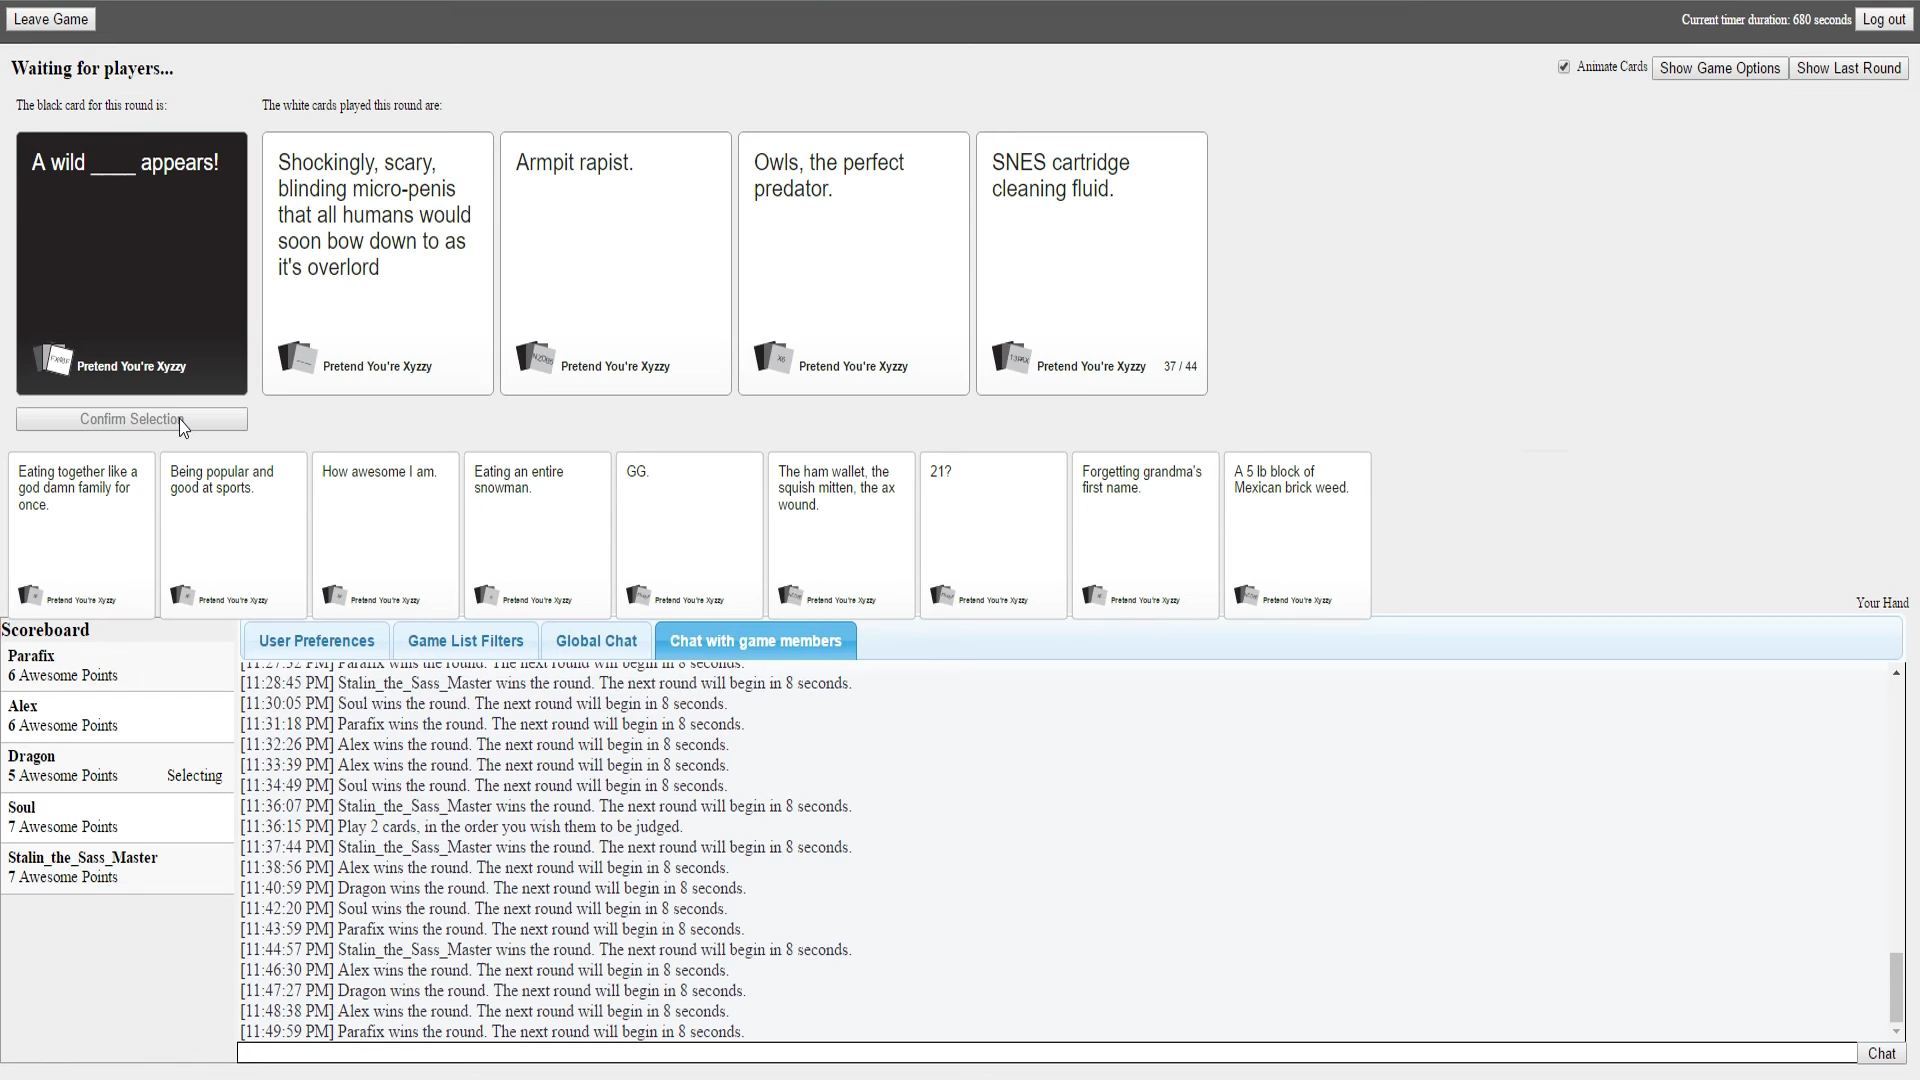 Leave Game
Current timer duration: 680 seconds
Log out
Waiting for players...
Animate Cards
Show Game Options
Show Last Round
The black card for this round is:
The white cards played this round are:
A wild ____ appears!
Pretend You're Xyzzy
Shockingly, scary,
blinding micro-penis
that all humans would
soon bow down to as
it's overlord
Pretend You're Xyzzy
Armpit rapist.
Pretend You're Xyzzy
Owls, the perfect
predator.
X6
Pretend You're Xyzzy
SNES cartridge
cleaning fluid.
13PAX
Pretend You're Xyzzy
37 / 44
Confirm Selection
Eating together like a
god damn family for
once.
Pretend You're Xyzzy
Being popular and
good at sports.
Pretend You're Xyzzy
How awesome I am.
Pretend You're Xyzzy
Eating an entire
snowman.
Pretend You're Xyzzy
GG.
Pretend You're Xyzzy
The ham wallet, the
squish mitten, the ax
wound.
Pretend You're Xyzzy
21?
Pretend You're Xyzzy
Forgetting grandma's
first name.
Pretend You're Xyzzy
A 5 lb block of
Mexican brick weed.
Pretend You're Xyzzy
Your Hand
Scoreboard
Parafix
6 Awesome Points
Alex
6 Awesome Points
Dragon
5 Awesome Points
Selecting
Soul
7 Awesome Points
Stalin_the_Sass_Master
7 Awesome Points
User Preferences
Game List Filters
Global Chat
Chat with game members
[11:27:32 PM] Parafix wins the round. The next round will begin in 8 seconds.
[11:28:45 PM] Stalin_the_Sass_Master wins the round. The next round will begin in 8 seconds.
[11:30:05 PM] Soul wins the round. The next round will begin in 8 seconds.
[11:31:18 PM] Parafix wins the round. The next round will begin in 8 seconds.
[11:32:26 PM] Alex wins the round. The next round will begin in 8 seconds.
[11:33:39 PM] Alex wins the round. The next round will begin in 8 seconds.
[11:34:49 PM] Soul wins the round. The next round will begin in 8 seconds.
[11:36:07 PM] Stalin_the_Sass_Master wins the round. The next round will begin in 8 seconds.
[11:36:15 PM] Play 2 cards, in the order you wish them to be judged.
[11:37:44 PM] Stalin_the_Sass_Master wins the round. The next round will begin in 8 seconds.
[11:38:56 PM] Alex wins the round. The next round will begin in 8 seconds.
[11:40:59 PM] Dragon wins the round. The next round will begin in 8 seconds.
[11:42:20 PM] Soul wins the round. The next round will begin in 8 seconds.
[11:43:59 PM] Parafix wins the round. The next round will begin in 8 seconds.
[11:44:57 PM] Stalin_the_Sass_Master wins the round. The next round will begin in 8 seconds.
[11:46:30 PM] Alex wins the round. The next round will begin in 8 seconds.
[11:47:27 PM] Dragon wins the round. The next round will begin in 8 seconds.
[11:48:38 PM] Alex wins the round. The next round will begin in 8 seconds.
[11:49:59 PM] Parafix wins the round. The next round will begin in 8 seconds.
Chat